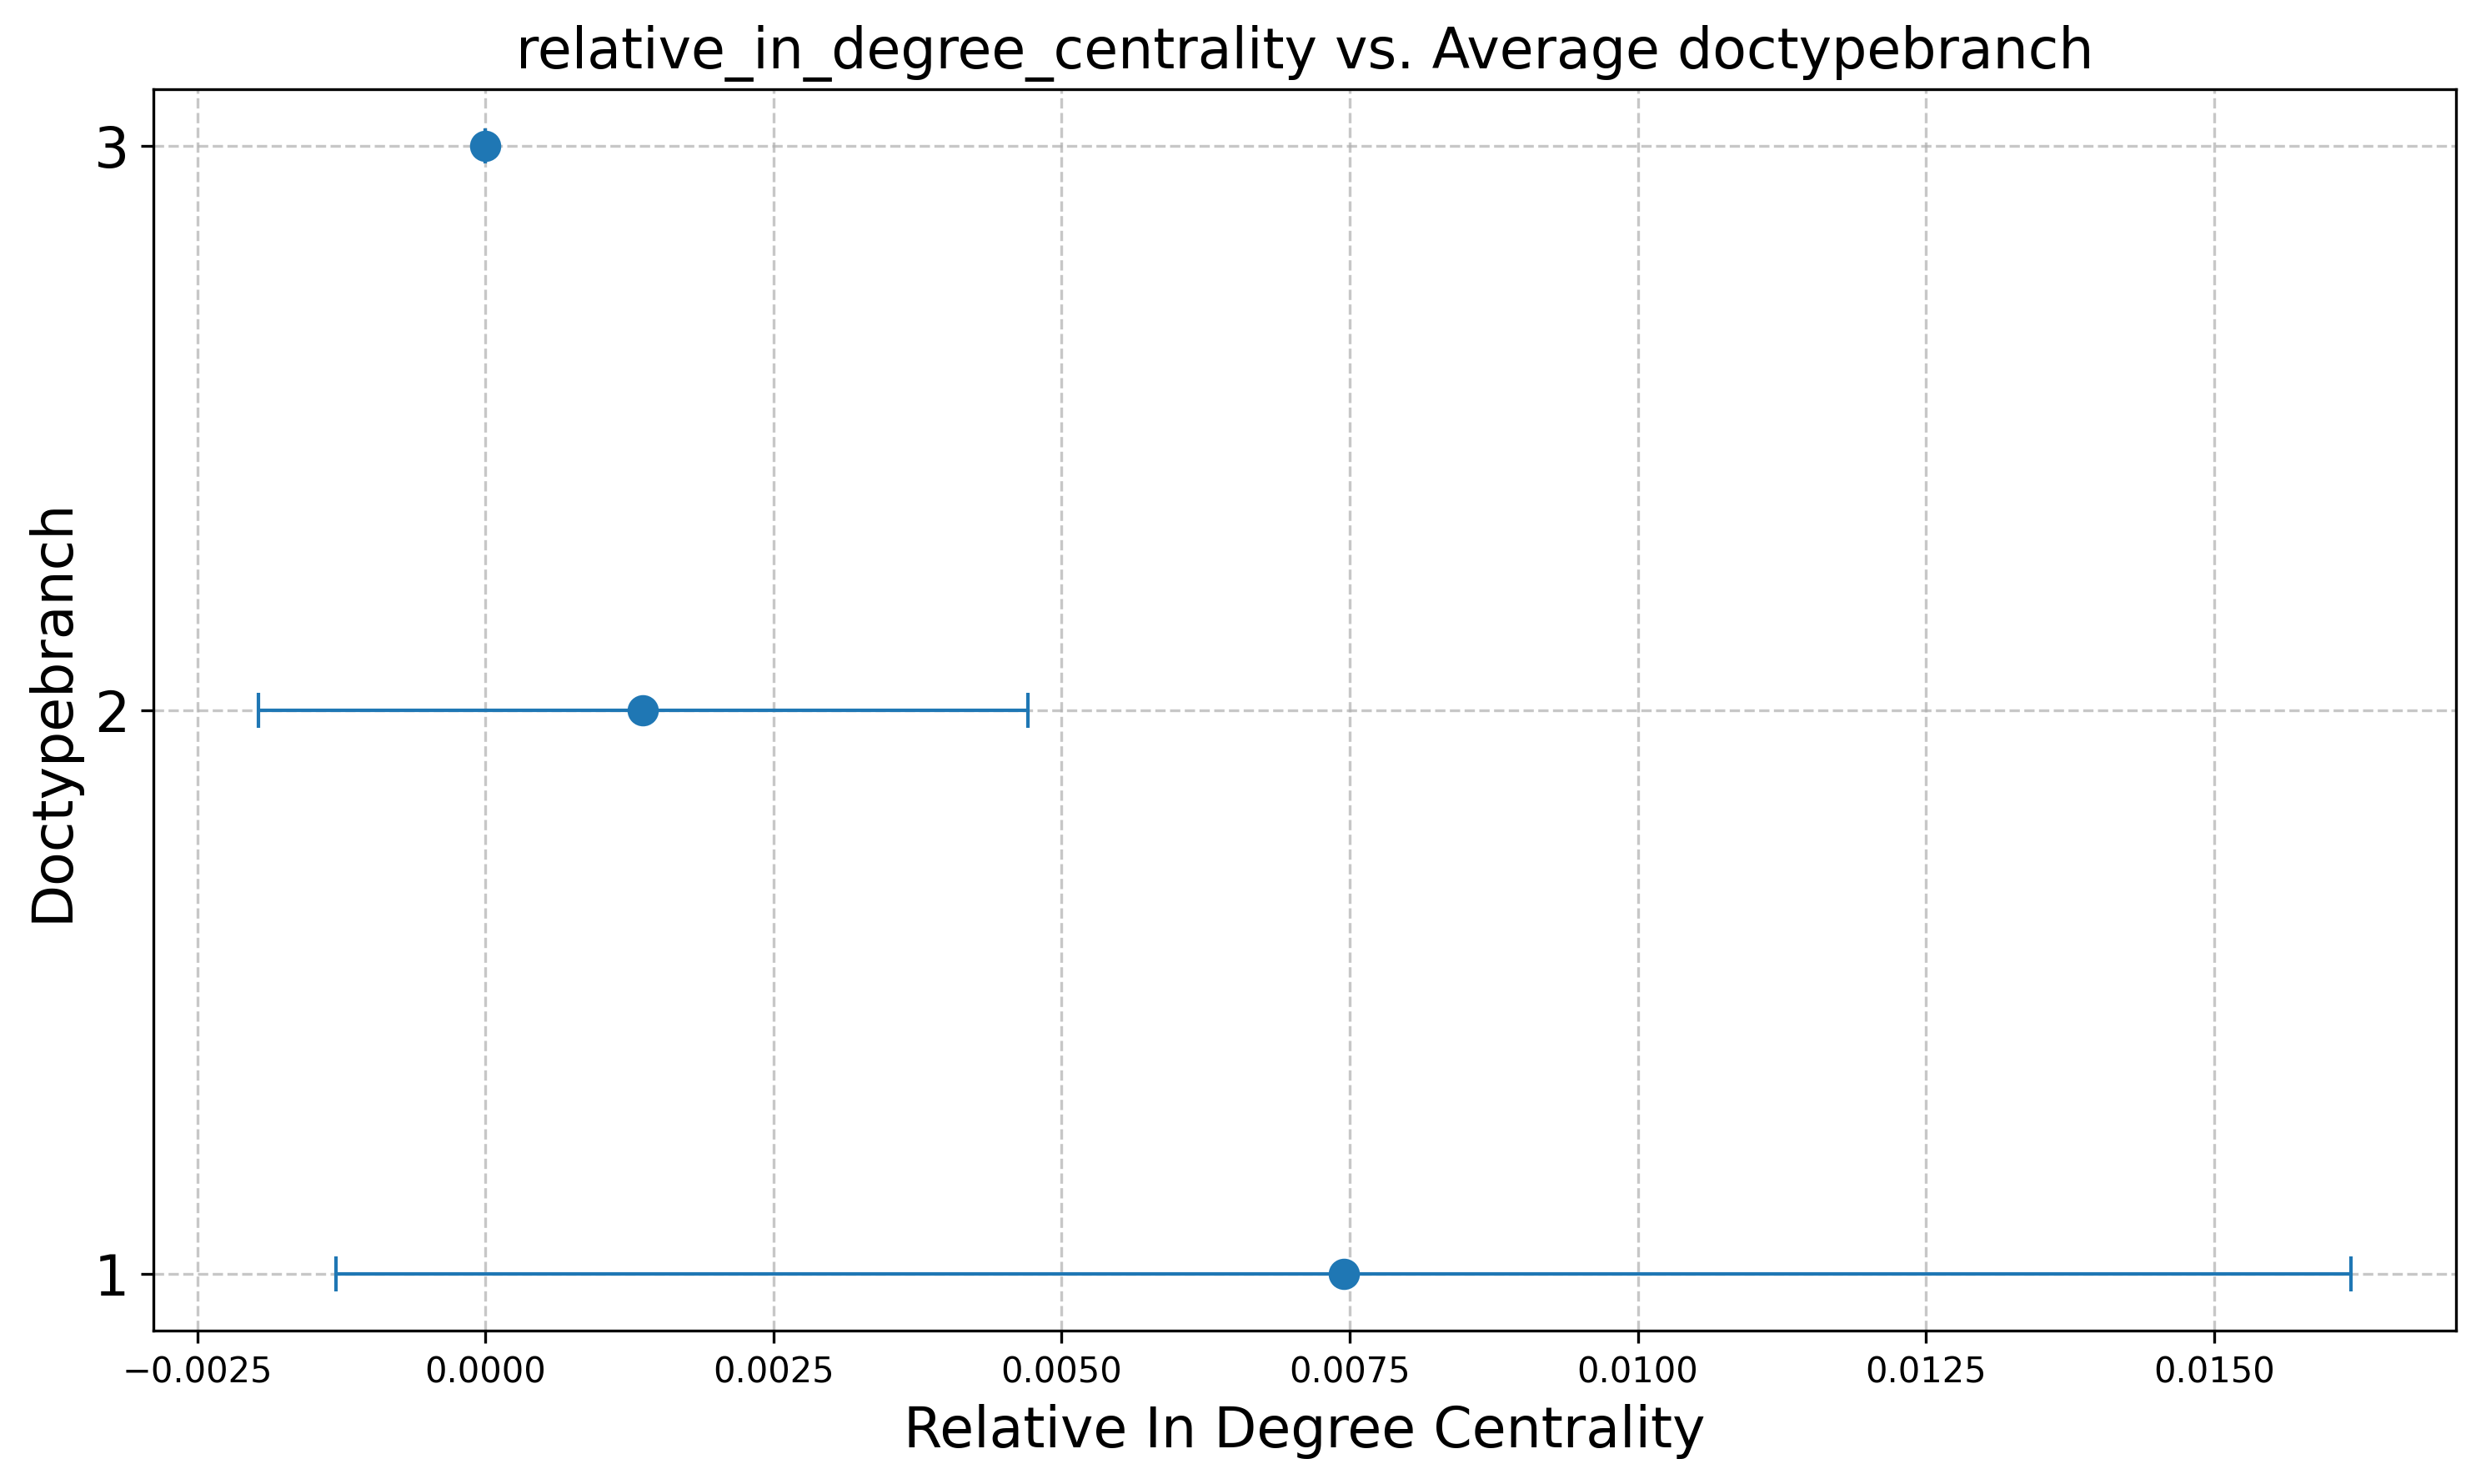 relative_in_degree_centrality vs. Average doctypebranch
Doctypebranch
3
2
1
−0.0025 0.0000 0.0025 0.0050 0.0075 0.0100 0.0125 0.0150
Relative In Degree Centrality